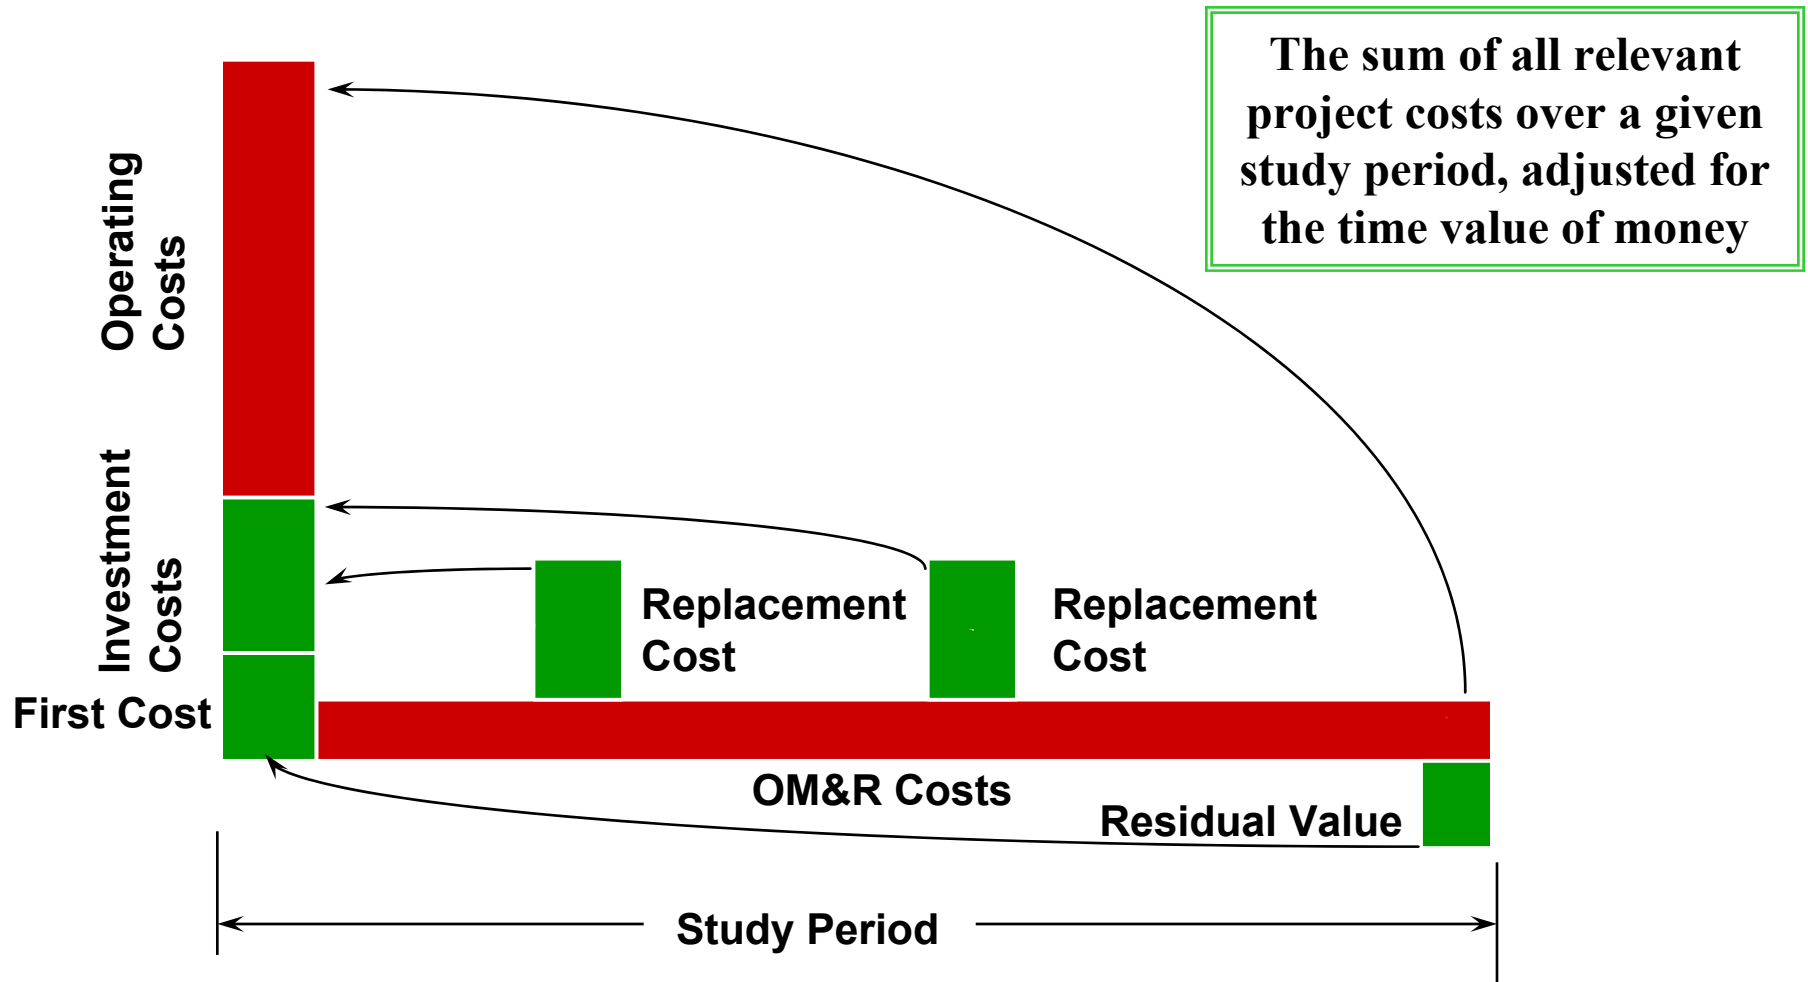 The sum of all relevant
project costs over a given
study period, adjusted for
the time value of money
Operating
Costs
Investment
Costs
First Cost
Replacement
Cost
Replacement
Cost
OM&R Costs
Residual Value
Study Period